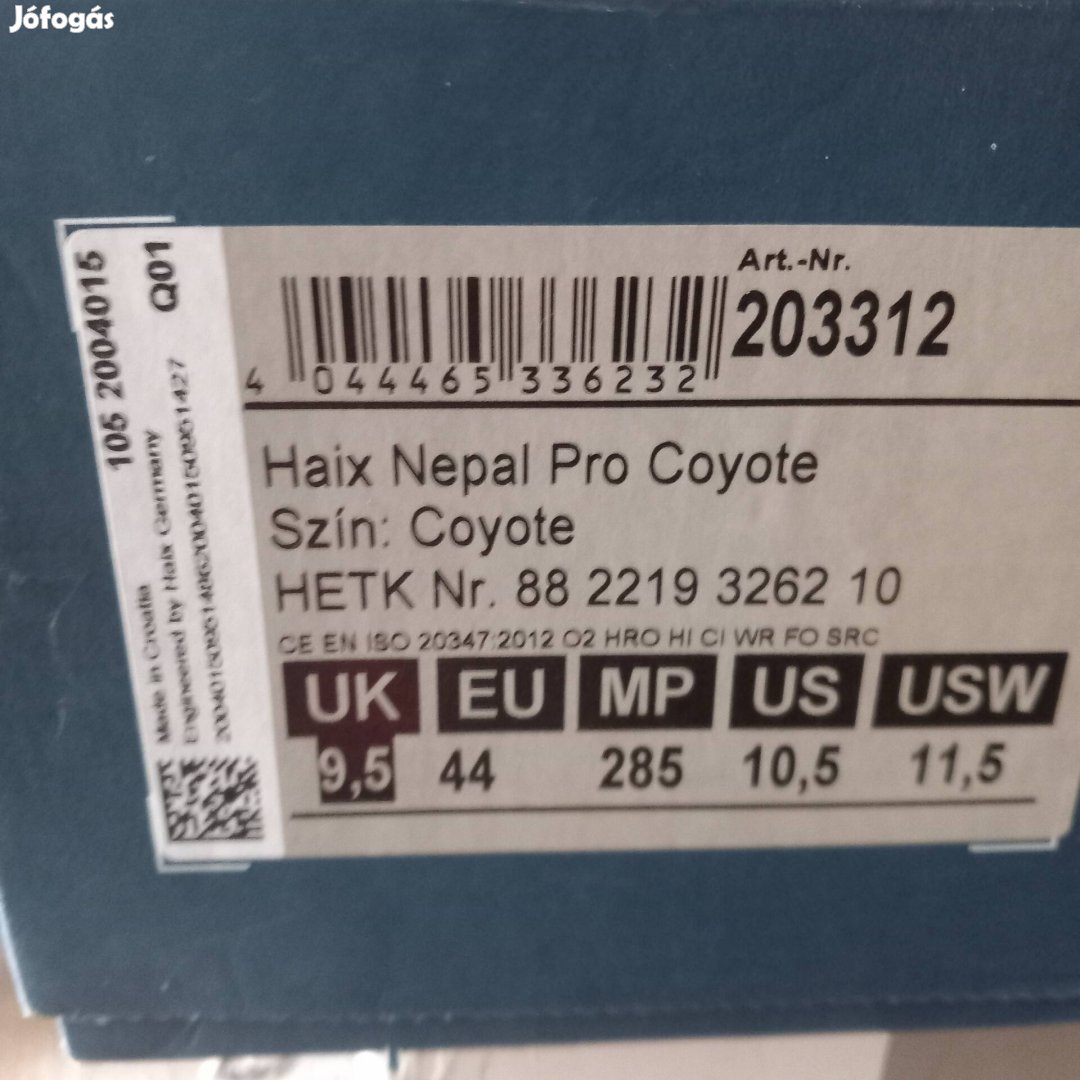 Jófogás
105 2004015 Q01
Made in Croatia
Engineered by Haix Germany
Art.-Nr.
203312
4 044465 336232
Haix Nepal Pro Coyote
Szín: Coyote
HETK Nr. 88 2219 3262 10
CE EN ISO 20347:2012 O2 HRO HI CI WR FO SRC
UK EU MP US USW
9,5 44 285 10,5 11,5